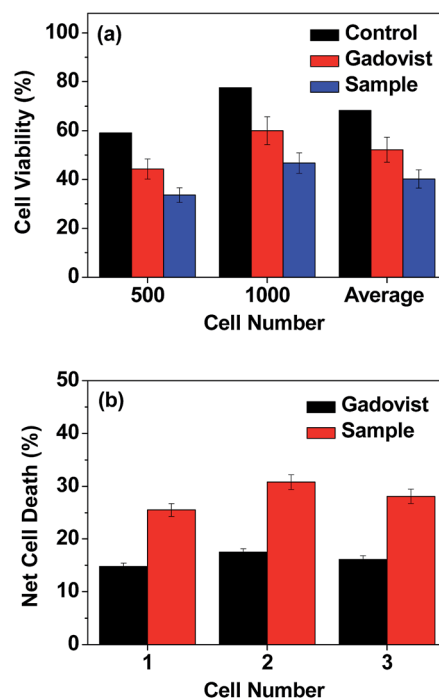 (a)
Control
Gadovist
Sample
100
80
60
40
20
0
Cell Viability (%)
500 1000 Average
Cell Number
(b)
Gadovist
Sample
50
40
30
20
10
0
Net Cell Death (%)
1 2 3
Cell Number